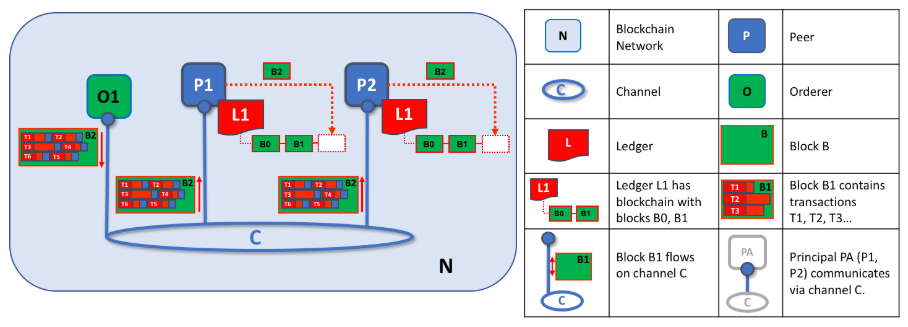 B2
B2
O1
P1
P2
L1
L1
B0 B1
B0 B1
B2
T1 T2
T3 T6
T6 T5
B2
T1 T2
T3 T4
T6 T5
B2
T1 T2
T3 T4
T6 T5
C
N
N
Blockchain
Network
P
Peer
C
Channel
O
Orderer
L
Ledger
B
Block B
L1
B0 B1
Ledger L1 has
blockchain with
blocks B0, B1
B1
T1
T2
T3
Block B1 contains
transactions
T1, T2, T3...
B1
C
Block B1 flows
on channel C
PA
C
Principal PA (P1,
P2) communicates
via channel C.